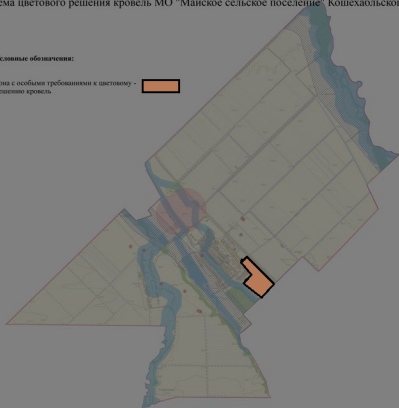 ема цветового решения кровель МО "Майское сельское поселение" Кошехабльског
словные обозначения:
она с особыми требованиями к цветовому -
ешению кровель